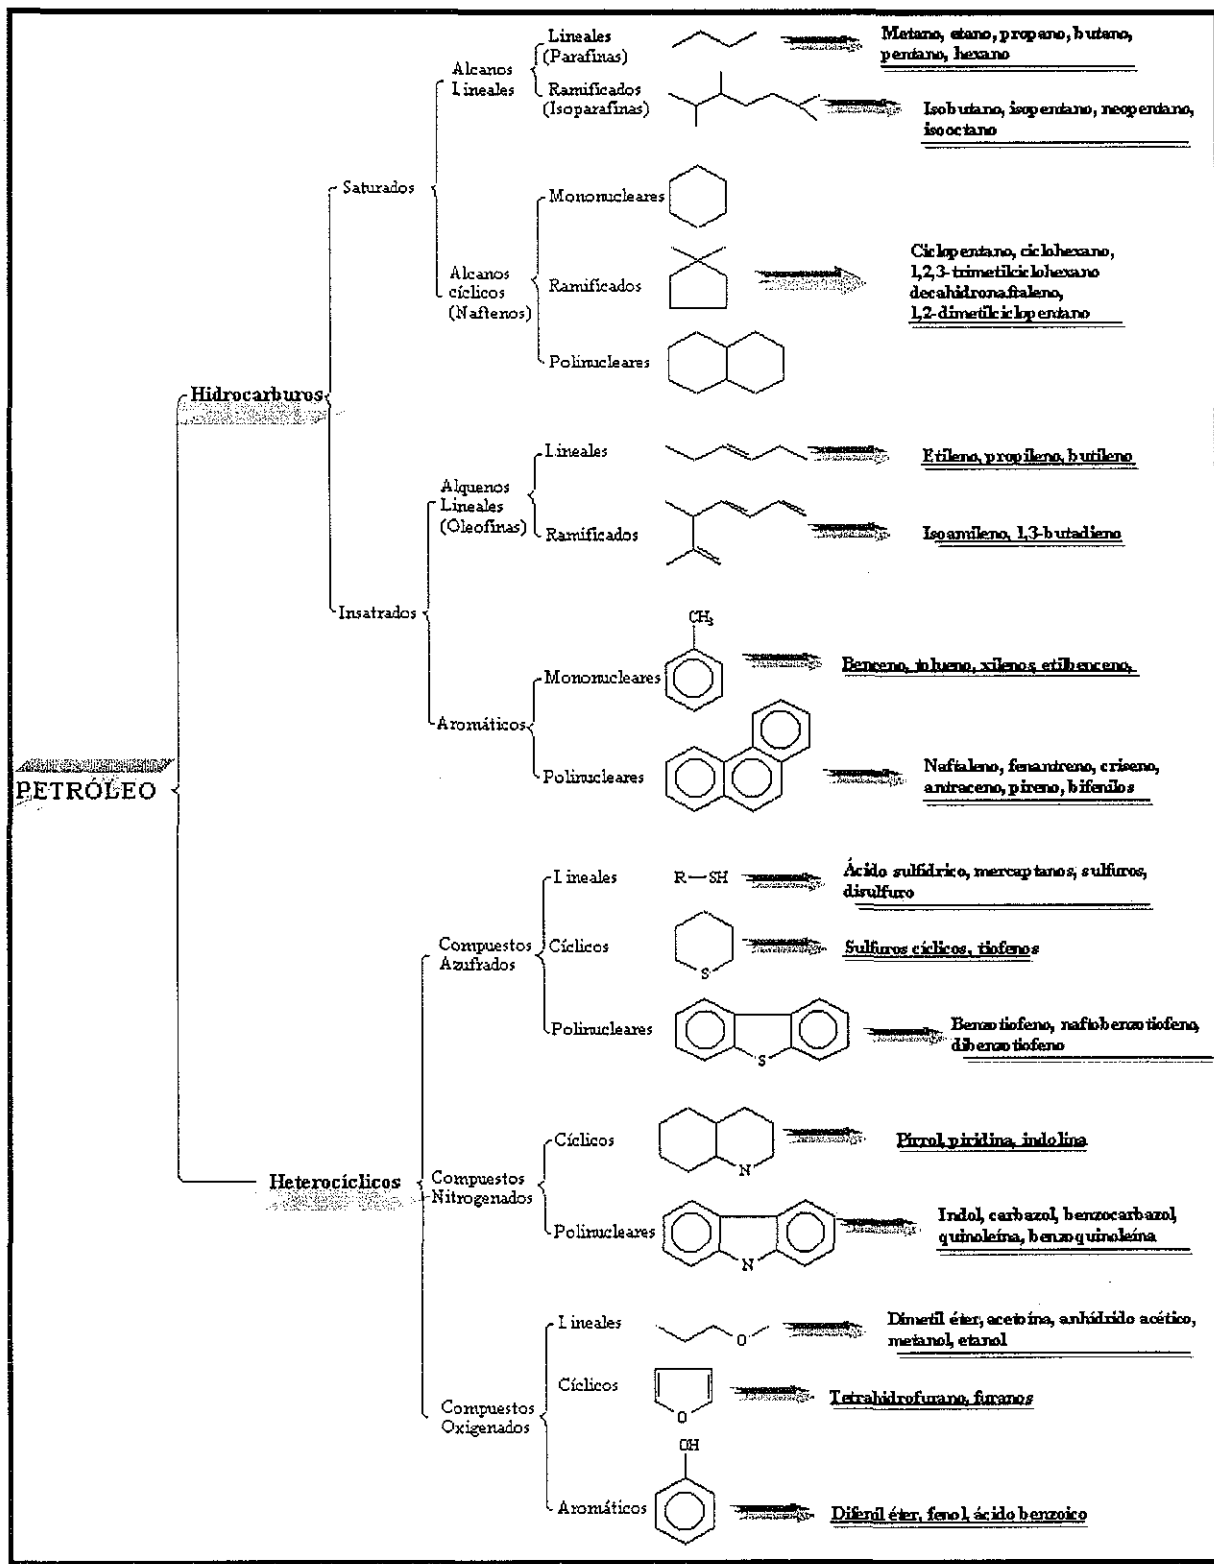 Lineales
(Parafinas)
Metano, etano, propano, butano,
pentano, hexano
Alcanos
Lineales
Ramificados
(Isoparafinas)
Isobutano, isopentano, neopentano,
isooctano
Saturados
Mononucleares
Alcanos
cíclicos
(Naftenos)
Ramificados
Ciclopentano, ciclohexano,
1,2,3-trimetilciclohexano
decahidronaftaleno,
1,2-dimetilciclopentano
Polinucleares
Hidrocarburos
Lineales
Etileno, propileno, butileno
Alquenos
Lineales
(Oleofinas)
Ramificados
Isoamileno, 1,3-butadieno
Insatrados
CH₃
Mononucleares
Benceno, tolueno, xilenos, etilbenceno,
Aromáticos
Polinucleares
Naftaleno, fenantreno, criseno,
antraceno, pireno, bifenilos
PETRÓLEO
Lineales
R—SH
Ácido sulfídrico, mercaptanos, sulfuros,
disulfuro
Compuestos
Azufrados
Cíclicos
S
Sulfuros cíclicos, tiofenos
Polinucleares
S
Benzotiofeno, naftobenzotiofeno,
dibenzotiofeno
Heterocíclicos
Cíclicos
N
Pirrol, piridina, indolina
Compuestos
Nitrogenados
Polinucleares
N
Indol, carbazol, benzocarbazol,
quinoleína, benzoquinoleína
Lineales
O
Dimetil éter, acetoína, anhídrido acético,
metanol, etanol
Cíclicos
O
Tetrahidrofurano, furanos
Compuestos
Oxigenados
OH
Aromáticos
Difenil éter, fenol, ácido benzoico